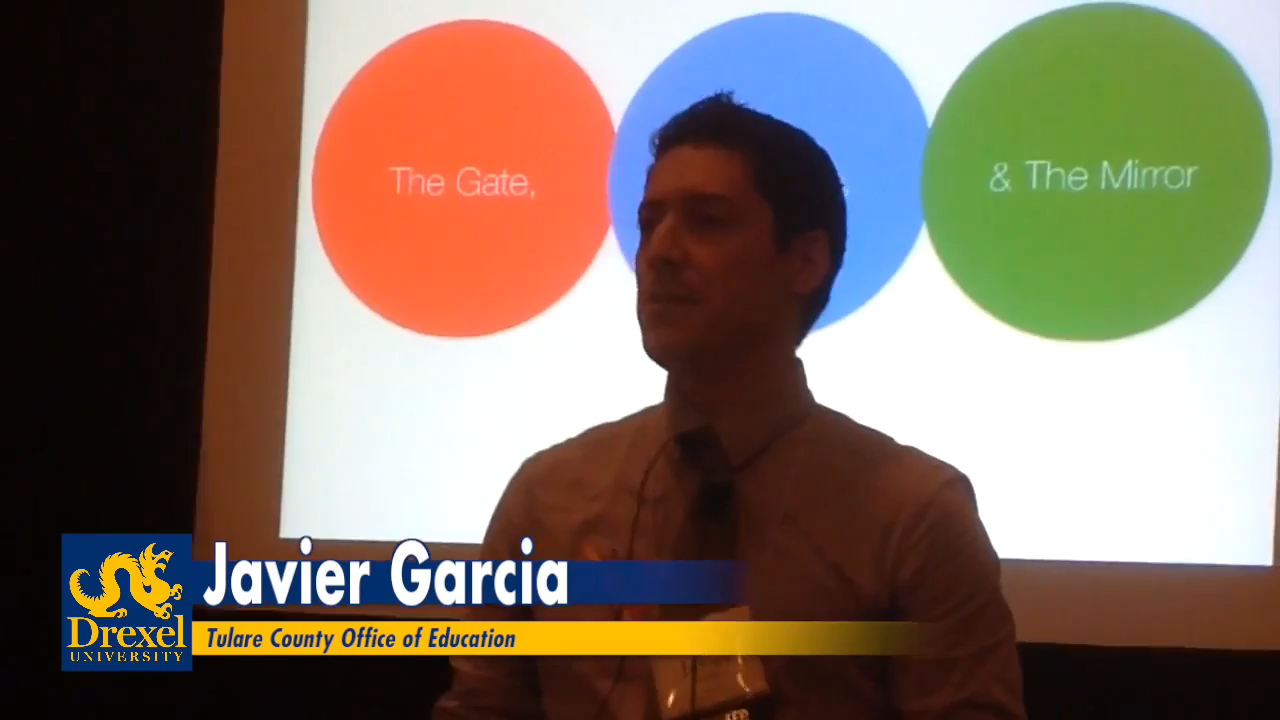 The Gate,
& The Mirror
Javier Garcia
Tulare County Office of Education
Drexel
UNIVERSITY